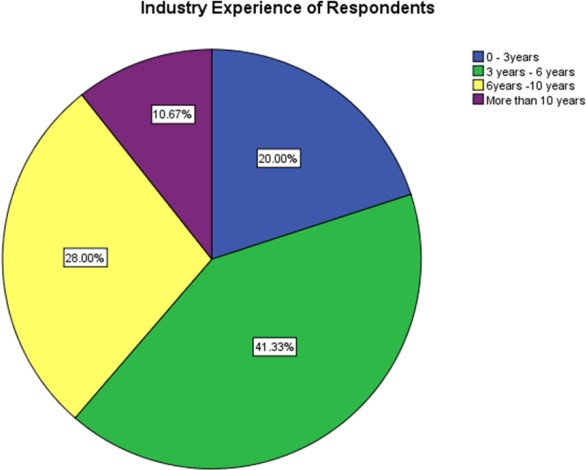 Industry Experience of Respondents
0 - 3years
3 years - 6 years
6years -10 years
More than 10 years
10.67%
20.00%
28.00%
41.33%